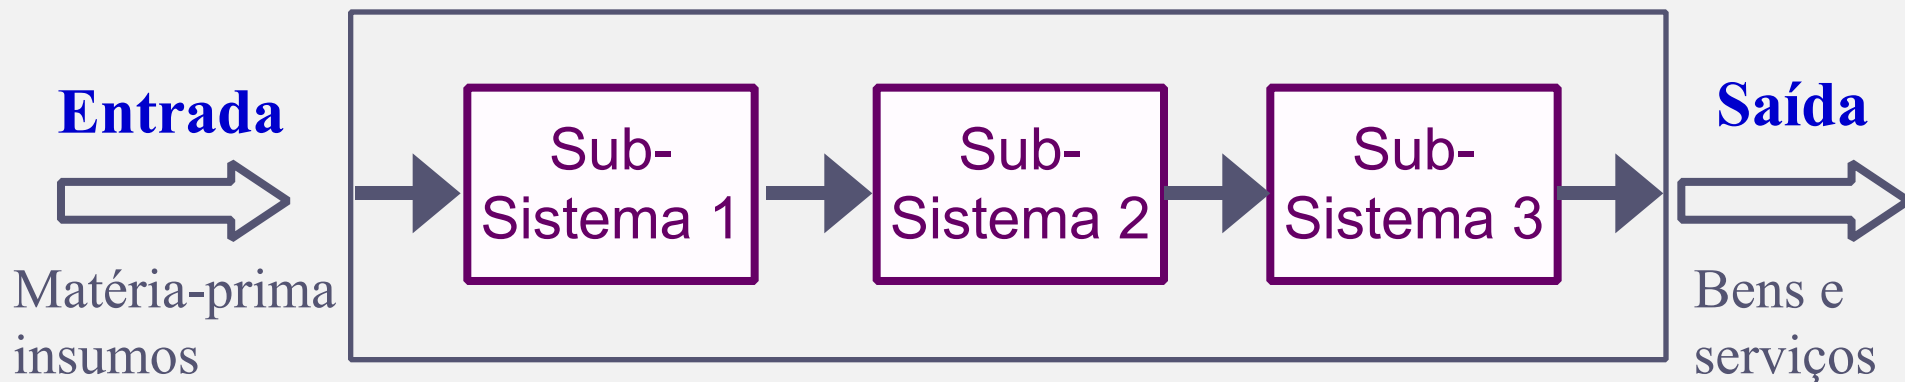 Entrada
Matéria-prima
insumos
Sub-
Sistema 1
Sub-
Sistema 2
Sub-
Sistema 3
Saída
Bens e
serviços